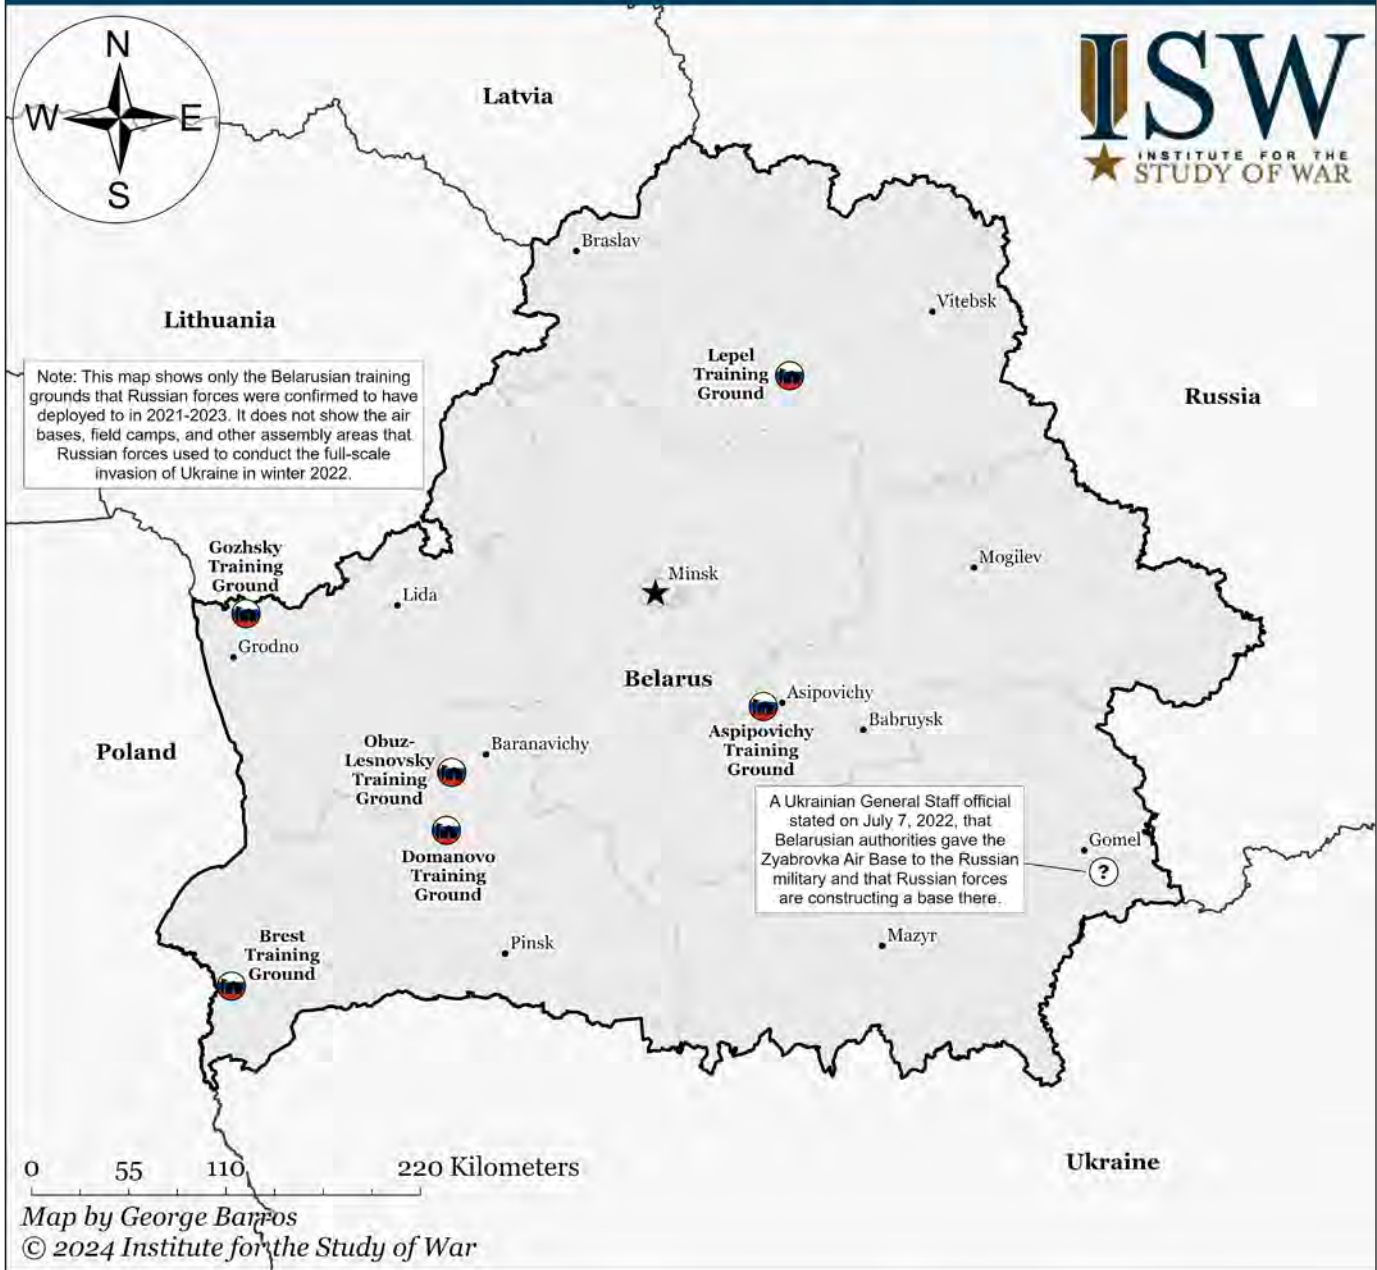 N
W
E
S
Latvia
ISW
INSTITUTE FOR THE
STUDY OF WAR
Braslav
Vitebsk
Lithuania
Lepel
Training
Ground
Russia
Note: This map shows only the Belarusian training
grounds that Russian forces were confirmed to have
deployed to in 2021-2023. It does not show the air
bases, field camps, and other assembly areas that
Russian forces used to conduct the full-scale
invasion of Ukraine in winter 2022.
Gozhsky
Training
Ground
Lida
Minsk
Mogilev
Grodno
Belarus
Asipovichy
Aspipovichy
Training
Ground
Babruysk
Poland
Obuz-
Lesnovsky
Training
Ground
Baranavichy
Domanovo
Training
Ground
A Ukrainian General Staff official
stated on July 7, 2022, that
Belarusian authorities gave the
Zyabrovka Air Base to the Russian
military and that Russian forces
are constructing a base there.
Gomel
?
Brest
Training
Ground
Pinsk
Mazyr
Ukraine
0 55 110 220 Kilometers
Map by George Barros
© 2024 Institute for the Study of War